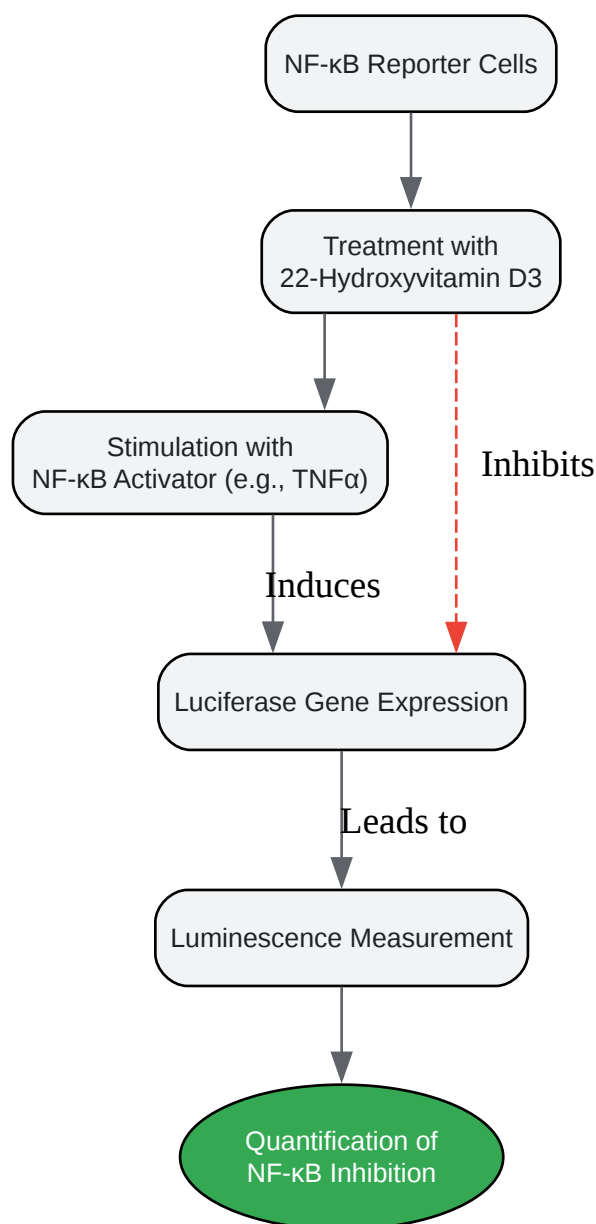 NF-κB Reporter Cells
Treatment with
22-Hydroxyvitamin D3
Stimulation with
NF-κB Activator (e.g., TNFα)
Inhibits
Induces
Luciferase Gene Expression
Leads to
Luminescence Measurement
Quantification of
NF-κB Inhibition